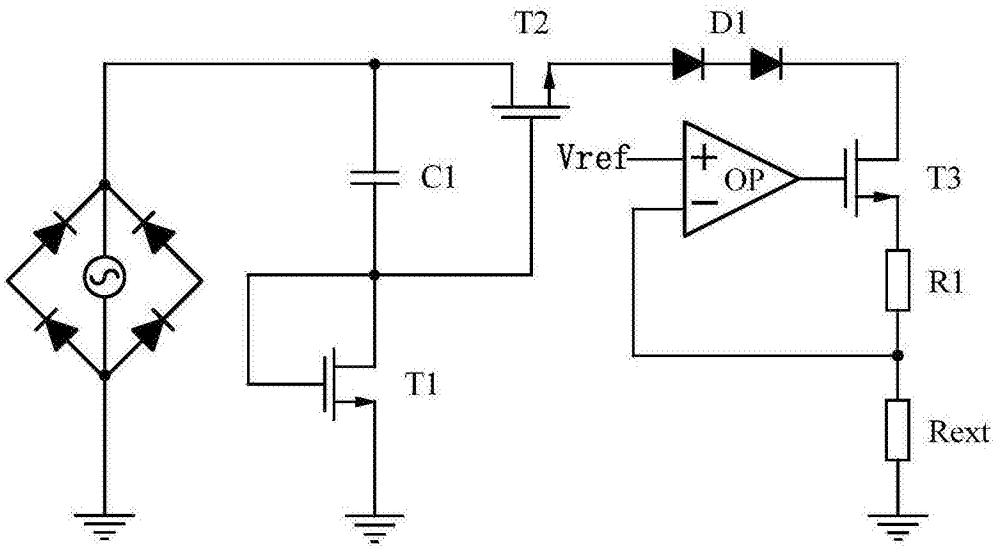 T2
D1
C1
Vref
+
OP
-
T3
R1
T1
Rext